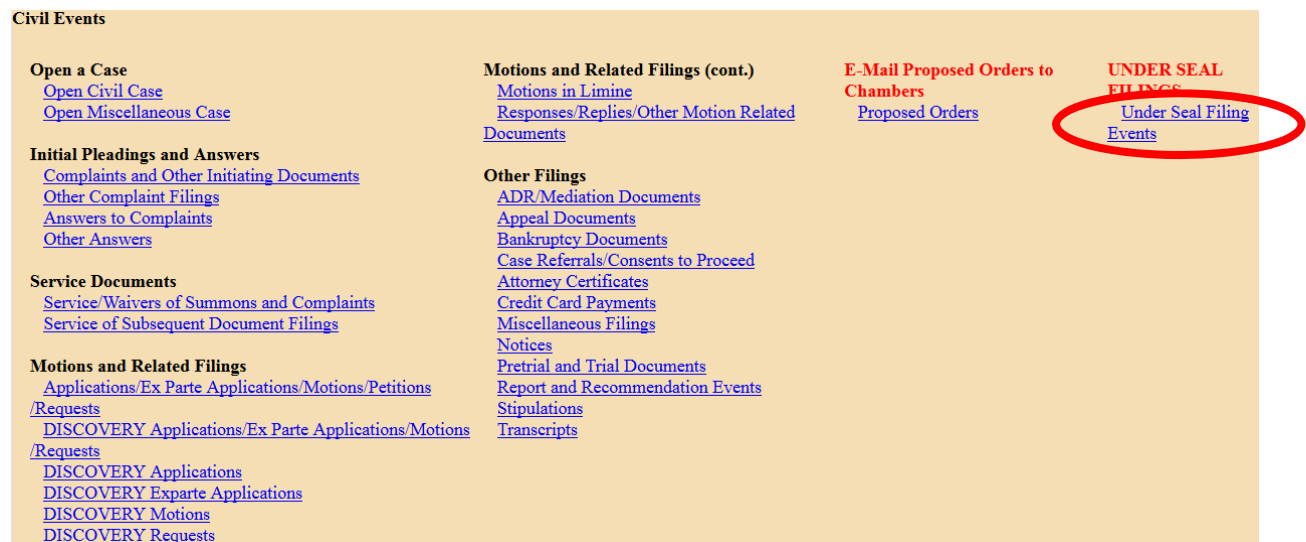 Civil Events
Open a Case
Open Civil Case
Open Miscellaneous Case
Initial Pleadings and Answers
Complaints and Other Initiating Documents
Other Complaint Filings
Answers to Complaints
Other Answers
Service Documents
Service/Waivers of Summons and Complaints
Service of Subsequent Document Filings
Motions and Related Filings
Applications/Ex Parte Applications/Motions/Petitions
/Requests
DISCOVERY Applications/Ex Parte Applications/Motions
/Requests
DISCOVERY Applications
DISCOVERY Exparte Applications
DISCOVERY Motions
DISCOVERY Requests
Motions and Related Filings (cont.)
Motions in Limine
Responses/Replies/Other Motion Related
Documents
Other Filings
ADR/Mediation Documents
Appeal Documents
Bankruptcy Documents
Case Referrals/Consents to Proceed
Attorney Certificates
Credit Card Payments
Miscellaneous Filings
Notices
Pretrial and Trial Documents
Report and Recommendation Events
Stipulations
Transcripts
E-Mail Proposed Orders to
Chambers
Proposed Orders
UNDER SEAL
FILINGS
Under Seal Filing
Events